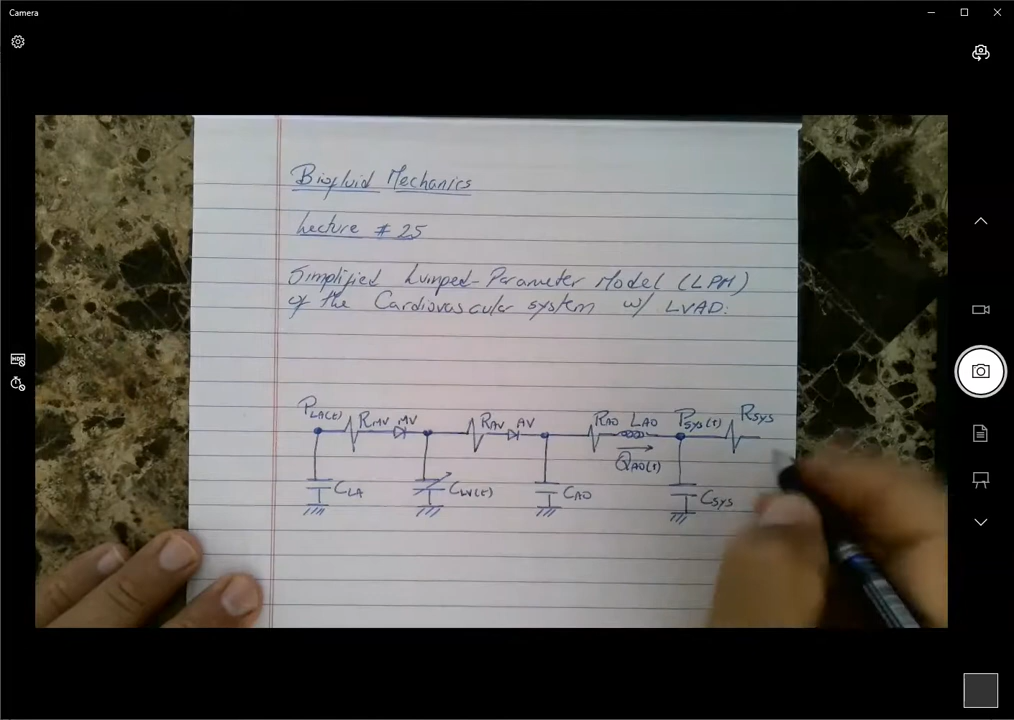 Camera
Biofluid Mechanics
Lecture # 25
Simplified Lumped-Parameter Model (LPM)
of the Cardiovascular system w/ LVAD:
PLA(t) RMV MV RAV AV RAO LAO PSYS(t) RSYS
QAO(t)
CLA CLV(t) CAO CSYS
HDR